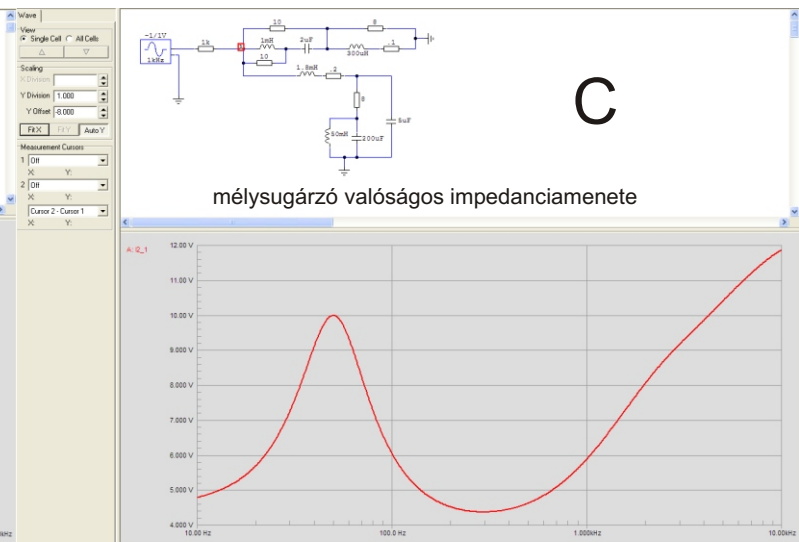 Wave
View
Single Cell All Cells
Scaling
X Division
Y Division 1.000
Y Offset -8.000
Fit X Fit Y Auto Y
Measurement Cursors
1 Off
X: Y:
2 Off
X: Y:
Cursor 2 - Cursor 1
X: Y:
-1/1V
1kHz
1k
10
8
1mH
2uF
300uH
.1
10
1.8mH
.2
8
50mH
200uF
5uF
C
mélysugárzó valóságos impedanciamenete
12.00 V
11.00 V
10.00 V
9.000 V
8.000 V
7.000 V
6.000 V
5.000 V
4.000 V
10.00 Hz
100.0 Hz
1.000kHz
10.00kHz